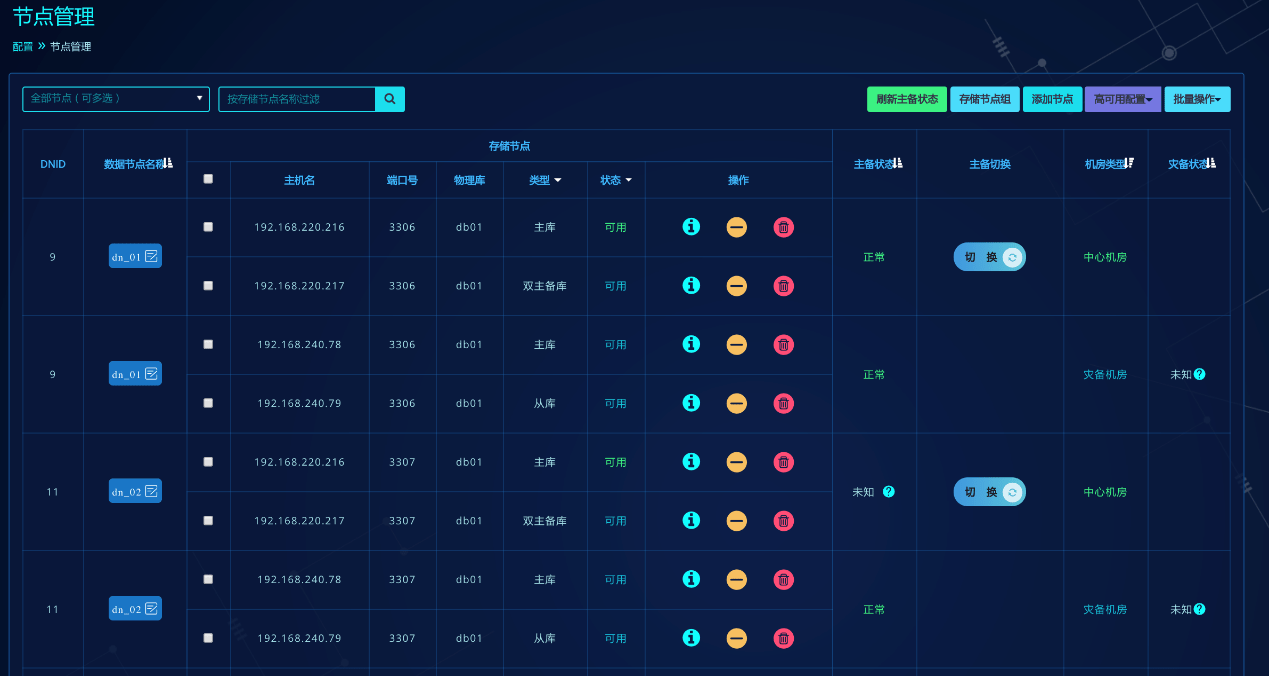 节点管理
配置 » 节点管理
全部节点（可多选） 按存储节点名称过滤 刷新主备状态 存储节点组 添加节点 高可用配置 批量操作
存储节点
DNID 数据节点名称 主备状态 主备切换 机房类型 灾备状态
主机名 端口号 物理库 类型 状态 操作
192.168.220.216 3306 db01 主库 可用
9 dn_01 正常 切 换 中心机房
192.168.220.217 3306 db01 双主备库 可用
192.168.240.78 3306 db01 主库 可用
9 dn_01 正常 灾备机房 未知
192.168.240.79 3306 db01 从库 可用
192.168.220.216 3307 db01 主库 可用
11 dn_02 未知 切 换 中心机房
192.168.220.217 3307 db01 双主备库 可用
192.168.240.78 3307 db01 主库 可用
11 dn_02 正常 灾备机房 未知
192.168.240.79 3307 db01 从库 可用